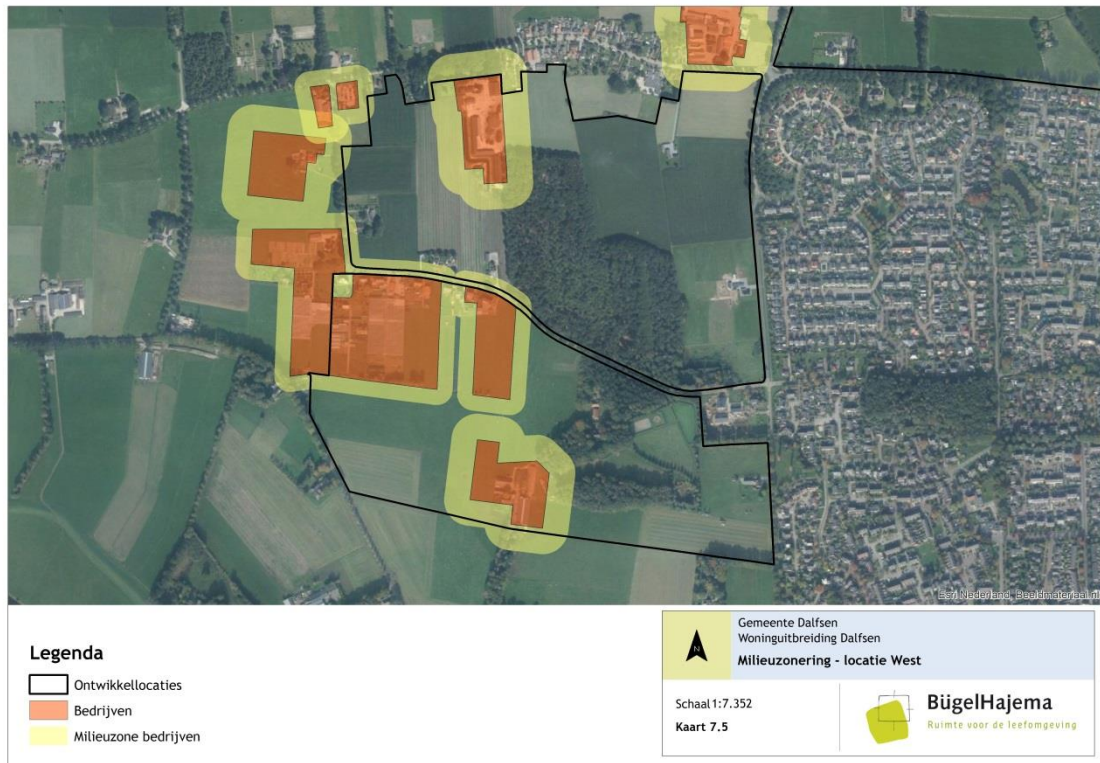 Esri Nederland, Beeldmateriaal.nl
Legenda
Ontwikkellocaties
Bedrijven
Milieuzone bedrijven
N
Gemeente Dalfsen
Woninguitbreiding Dalfsen
Milieuzonering - locatie West
Schaal 1:7.352
Kaart 7.5
BügelHajema
Ruimte voor de leefomgeving